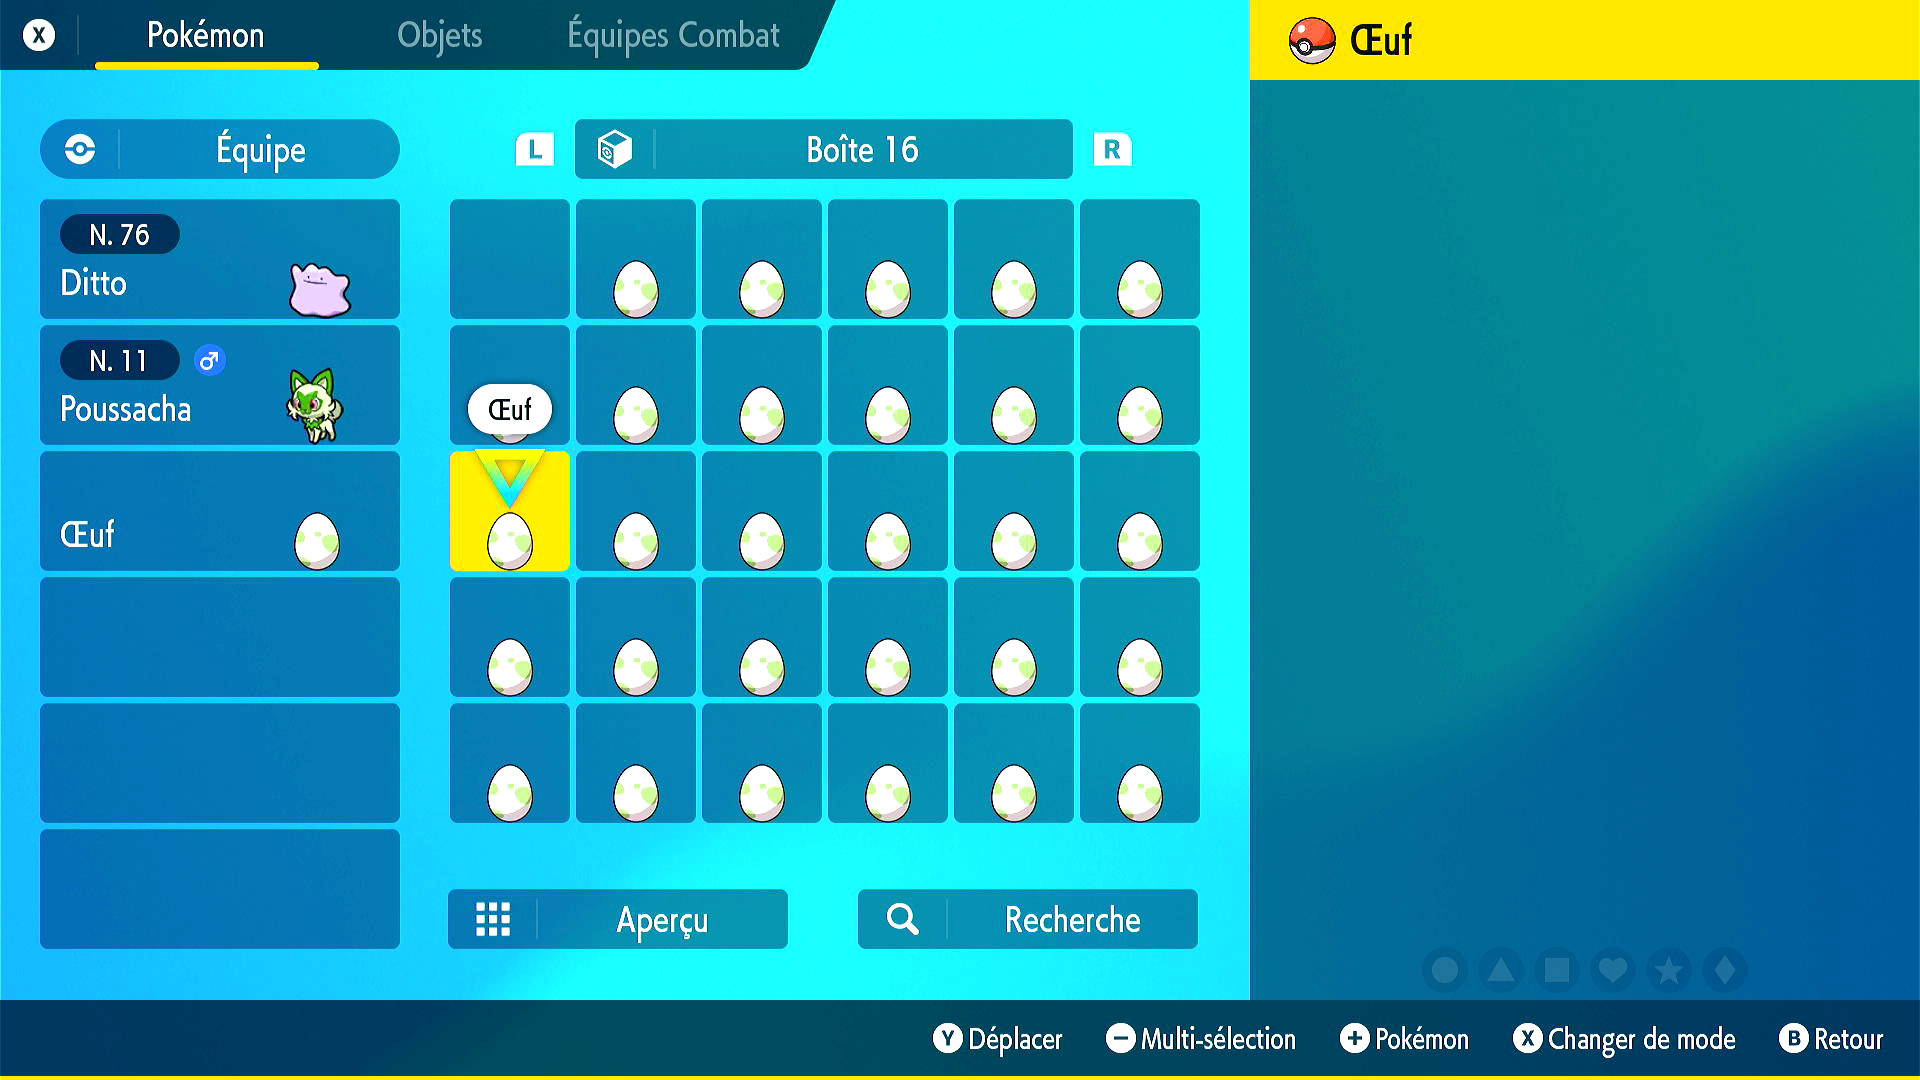 X Pokémon Objets Équipes Combat
Œuf
Équipe
L Boîte 16 R
N. 76
Ditto
N. 11 ♂
Poussacha
Œuf
Œuf
Aperçu Recherche
Y Déplacer - Multi-sélection + Pokémon X Changer de mode B Retour